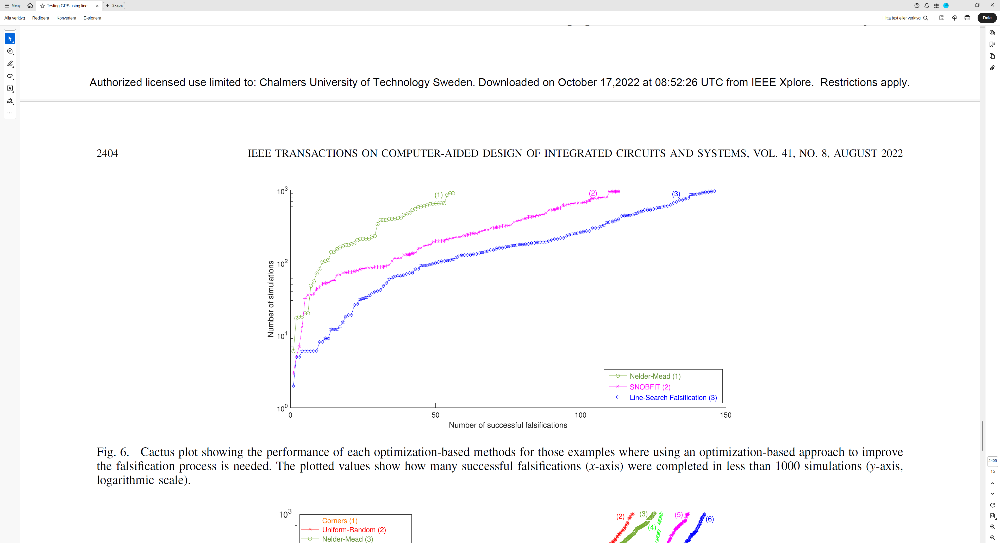 Meny
Testing CPS using line ...
Skapa
Alla verktyg
Redigera
Konvertera
E-signera
Hitta text eller verktyg
Dela
Authorized licensed use limited to: Chalmers University of Technology Sweden. Downloaded on October 17,2022 at 08:52:26 UTC from IEEE Xplore. Restrictions apply.
2404
IEEE TRANSACTIONS ON COMPUTER-AIDED DESIGN OF INTEGRATED CIRCUITS AND SYSTEMS, VOL. 41, NO. 8, AUGUST 2022
10^3
(1)
(2)
(3)
10^2
Number of simulations
10^1
Nelder-Mead (1)
SNOBFIT (2)
Line-Search Falsification (3)
10^0
0
50
100
150
Number of successful falsifications
Fig. 6. Cactus plot showing the performance of each optimization-based methods for those examples where using an optimization-based approach to improve
the falsification process is needed. The plotted values show how many successful falsifications (x-axis) were completed in less than 1000 simulations (y-axis,
logarithmic scale).
2405
15
10^3
Corners (1)
Uniform-Random (2)
Nelder-Mead (3)
(2)
(3)
(4)
(5)
(6)